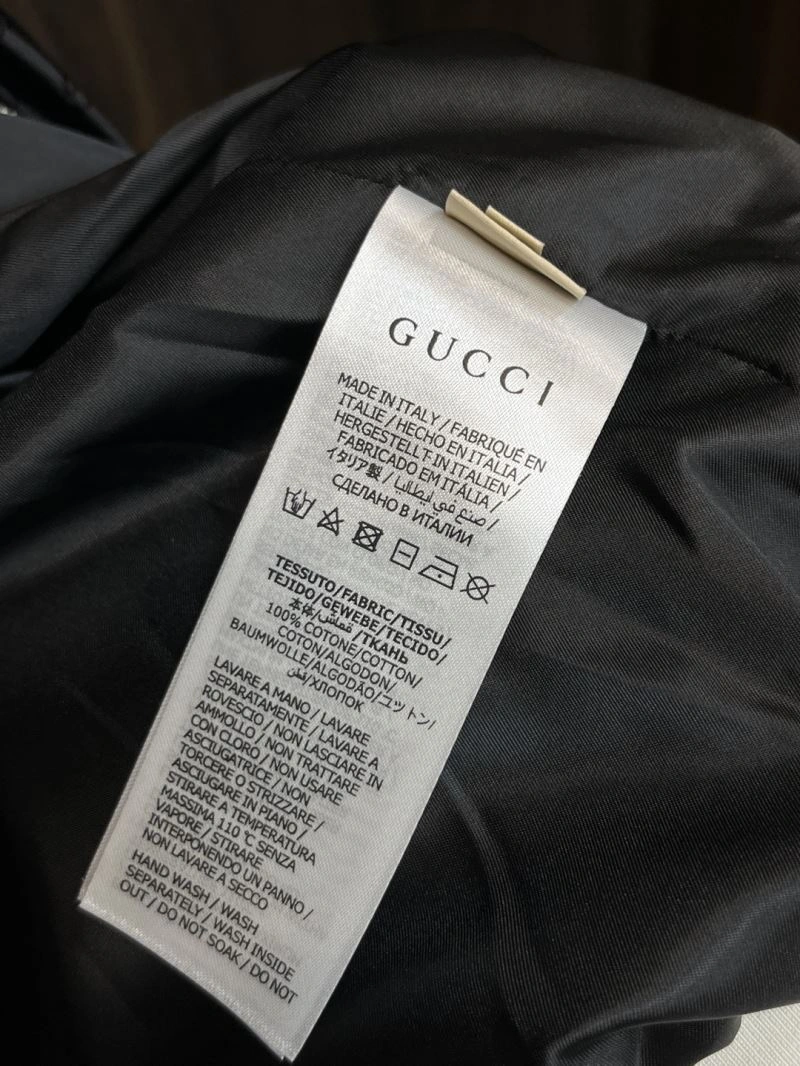 GUCCI
MADE IN ITALY / FABRIQUÉ EN
ITALIE / HECHO EN ITALIA /
HERGESTELLT-IN ITALIEN /
FABRICADO EM ITÁLIA /
イタリア製 / صنع في ايطاليا /
СДЕЛАНО В ИТАЛИИ
TESSUTO/FABRIC/TISSU/
TEJIDO/GEWEBE/TECIDO/
本体/قماش/ТКАНЬ
100% COTONE/COTTON/
COTON/ALGODON/
BAUMWOLLE/ALGODÃO/コットン/
قطن/ХЛОПОК
LAVARE A MANO / LAVARE
SEPARATAMENTE / LAVARE A
ROVESCIO / NON LASCIARE IN
AMMOLLO / NON TRATTARE
CON CLORO / NON USARE
ASCIUGATRICE / NON
TORCERE O STRIZZARE /
ASCIUGARE IN PIANO /
STIRARE A TEMPERATURA
MASSIMA 110 ℃ SENZA
VAPORE / STIRARE
INTERPONENDO UN PANNO /
NON LAVARE A SECCO
HAND WASH / WASH
SEPARATELY / WASH INSIDE
OUT / DO NOT SOAK / DO NOT